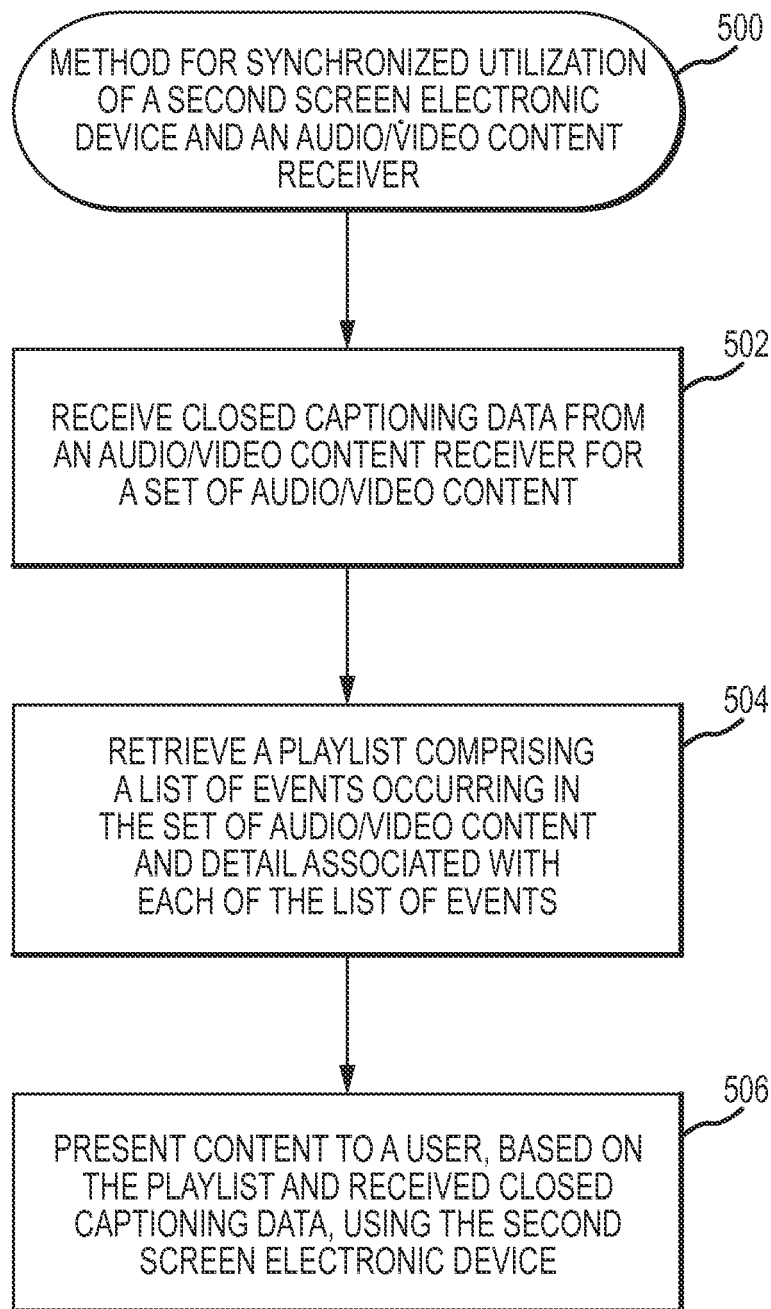 500
METHOD FOR SYNCHRONIZED UTILIZATION
OF A SECOND SCREEN ELECTRONIC
DEVICE AND AN AUDIO/VIDEO CONTENT
RECEIVER
502
RECEIVE CLOSED CAPTIONING DATA FROM
AN AUDIO/VIDEO CONTENT RECEIVER FOR
A SET OF AUDIO/VIDEO CONTENT
504
RETRIEVE A PLAYLIST COMPRISING
A LIST OF EVENTS OCCURRING IN
THE SET OF AUDIO/VIDEO CONTENT
AND DETAIL ASSOCIATED WITH
EACH OF THE LIST OF EVENTS
506
PRESENT CONTENT TO A USER, BASED ON
THE PLAYLIST AND RECEIVED CLOSED
CAPTIONING DATA, USING THE SECOND
SCREEN ELECTRONIC DEVICE